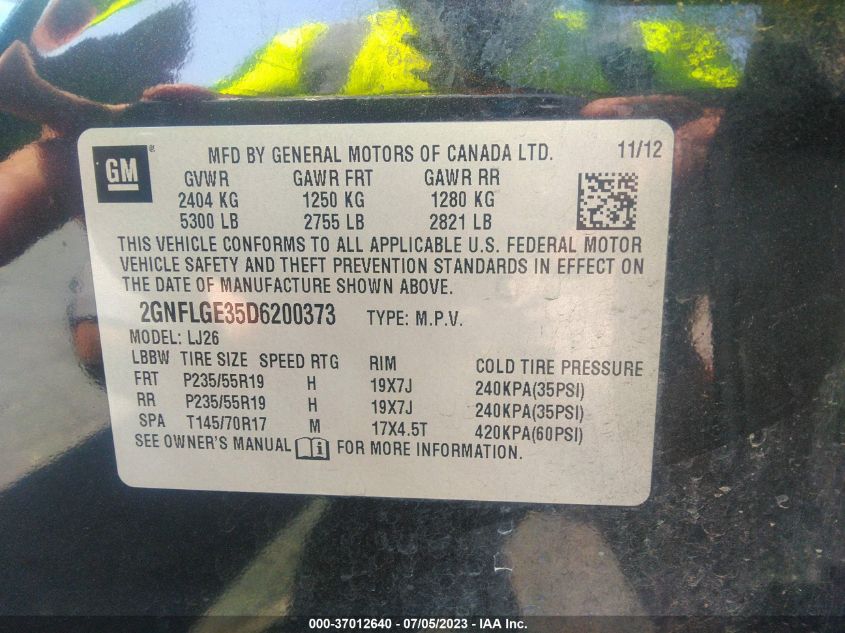 GM ® MFD BY GENERAL MOTORS OF CANADA LTD. 11/12
GVWR GAWR FRT GAWR RR
2404 KG 1250 KG 1280 KG
5300 LB 2755 LB 2821 LB
THIS VEHICLE CONFORMS TO ALL APPLICABLE U.S. FEDERAL MOTOR
VEHICLE SAFETY AND THEFT PREVENTION STANDARDS IN EFFECT ON
THE DATE OF MANUFACTURE SHOWN ABOVE.
2GNFLGE35D6200373 TYPE: M.P.V.
MODEL: LJ26
LBBW TIRE SIZE SPEED RTG RIM COLD TIRE PRESSURE
FRT P235/55R19 H 19X7J 240KPA(35PSI)
RR P235/55R19 H 19X7J 240KPA(35PSI)
SPA T145/70R17 M 17X4.5T 420KPA(60PSI)
SEE OWNER'S MANUAL i FOR MORE INFORMATION.
000-37012640 - 07/05/2023 - IAA Inc.